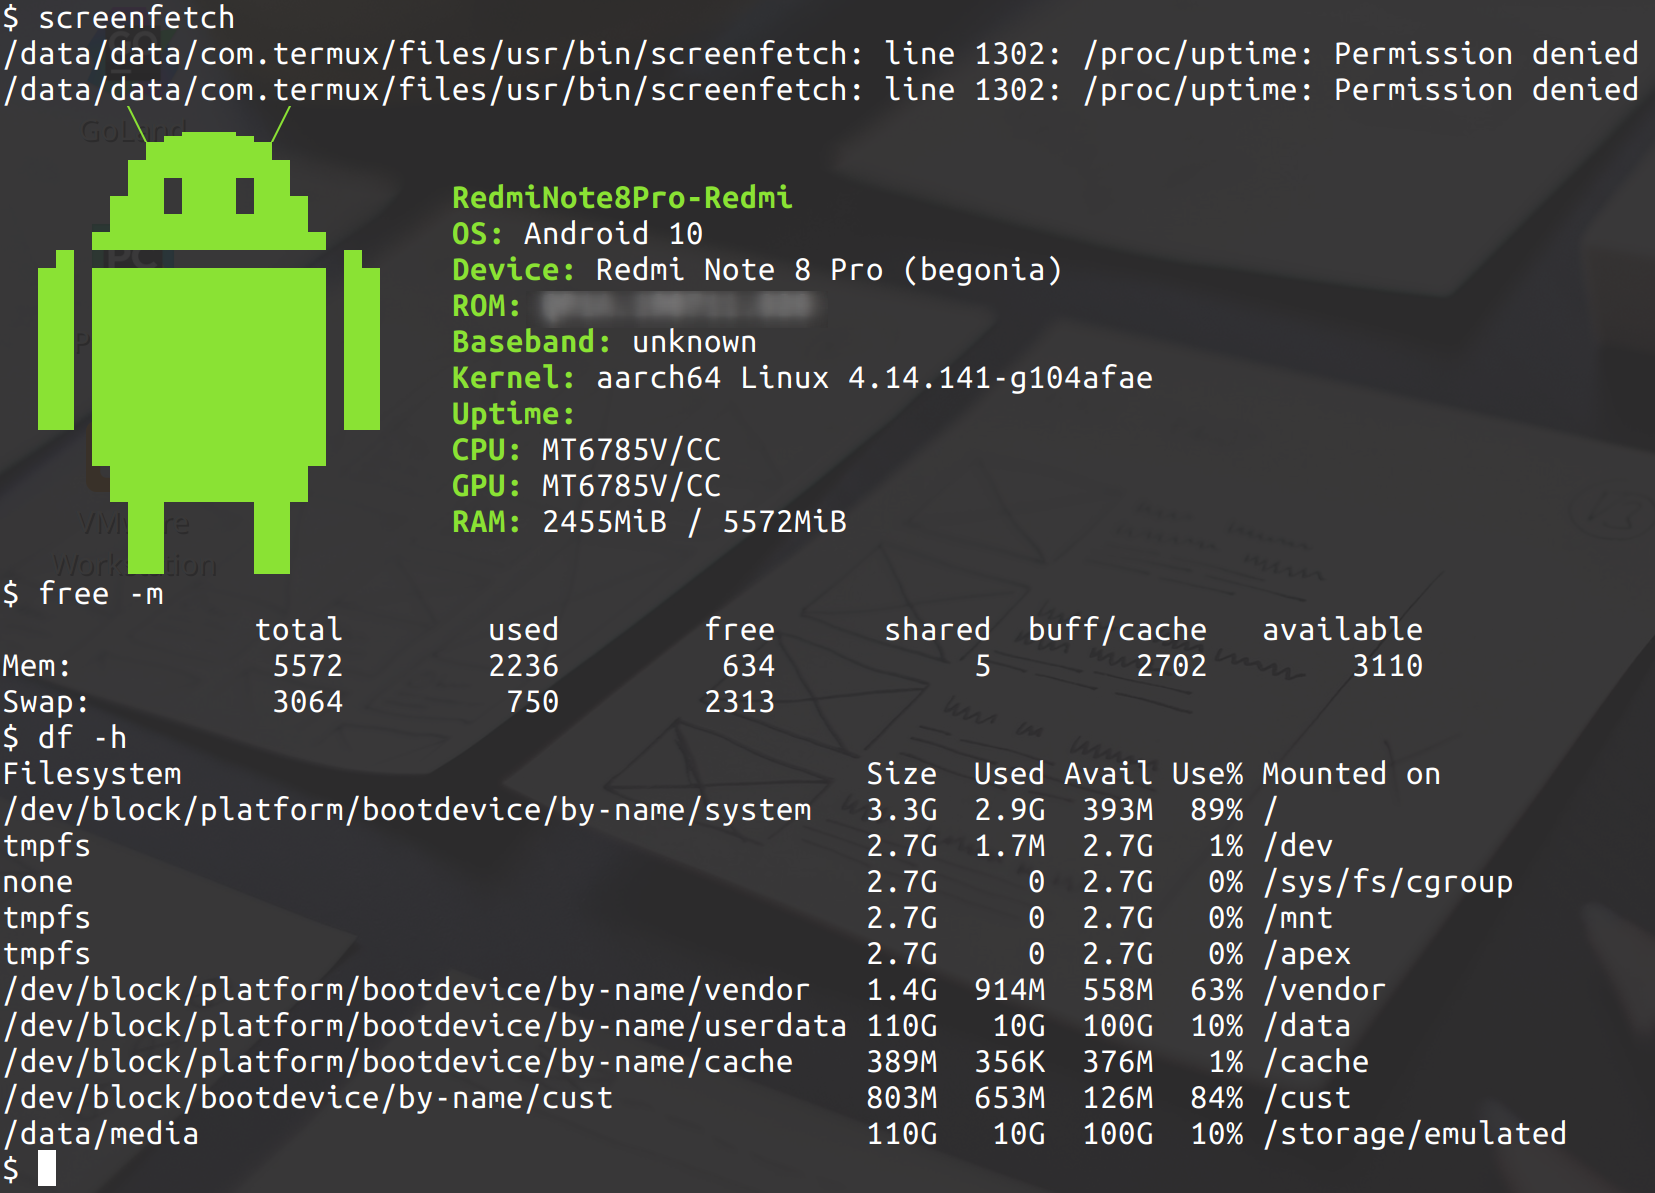 $ screenfetch
/data/data/com.termux/files/usr/bin/screenfetch: line 1302: /proc/uptime: Permission denied
/data/data/com.termux/files/usr/bin/screenfetch: line 1302: /proc/uptime: Permission denied
GoLand
RedmiNote8Pro-Redmi
OS: Android 10
Device: Redmi Note 8 Pro (begonia)
ROM:
Baseband: unknown
Kernel: aarch64 Linux 4.14.141-g104afae
Uptime:
CPU: MT6785V/CC
GPU: MT6785V/CC
RAM: 2455MiB / 5572MiB
VMware
Workstation
$ free -m
total used free shared buff/cache available
Mem: 5572 2236 634 5 2702 3110
Swap: 3064 750 2313
$ df -h
Filesystem Size Used Avail Use% Mounted on
/dev/block/platform/bootdevice/by-name/system 3.3G 2.9G 393M 89% /
tmpfs 2.7G 1.7M 2.7G 1% /dev
none 2.7G 0 2.7G 0% /sys/fs/cgroup
tmpfs 2.7G 0 2.7G 0% /mnt
tmpfs 2.7G 0 2.7G 0% /apex
/dev/block/platform/bootdevice/by-name/vendor 1.4G 914M 558M 63% /vendor
/dev/block/platform/bootdevice/by-name/userdata 110G 10G 100G 10% /data
/dev/block/platform/bootdevice/by-name/cache 389M 356K 376M 1% /cache
/dev/block/bootdevice/by-name/cust 803M 653M 126M 84% /cust
/data/media 110G 10G 100G 10% /storage/emulated
$